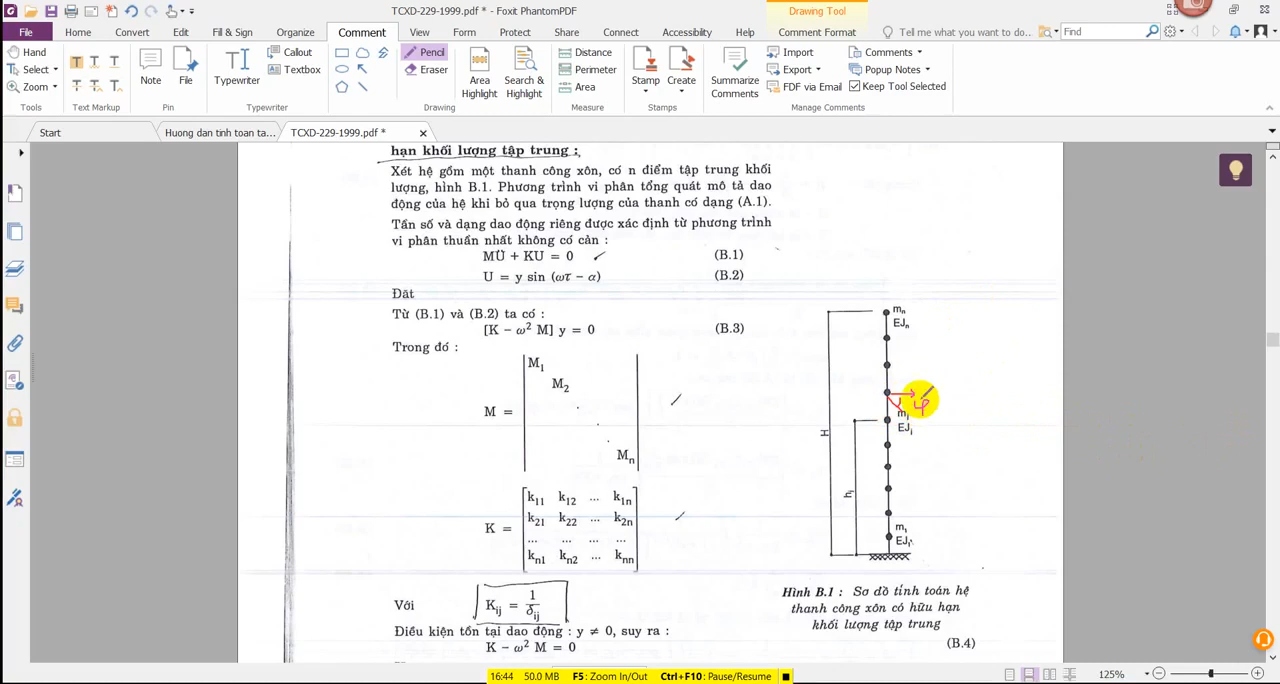 TCXD-229-1999.pdf * - Foxit PhantomPDF
Drawing Tool
File Home Convert Edit Fill & Sign Organize Comment View Form Protect Share Connect Accessibility Help Comment Format Tell me what you want to do... Find
Hand
Select
Zoom
Tools
Text Markup
Note
File
Pin
Typewriter
Callout
Textbox
Typewriter
Pencil
Eraser
Drawing
Area Highlight
Search & Highlight
Distance
Perimeter
Area
Measure
Stamp
Create
Stamps
Summarize Comments
Import
Export
FDF via Email
Comments
Popup Notes
Keep Tool Selected
Manage Comments
Start
Huong dan tinh toan ta...
TCXD-229-1999.pdf *
hạn khối lượng tập trung :
Xét hệ gồm một thanh công xôn, có n điểm tập trung khối
lượng, hình B.1. Phương trình vi phân tổng quát mô tả dao
động của hệ khi bỏ qua trọng lượng của thanh có dạng (A.1).
Tần số và dạng dao động riêng được xác định từ phương trình
vi phân thuần nhất không có cản :
MÜ + KU = 0 (B.1)
U = y sin (ωτ − α) (B.2)
Đăt
Từ (B.1) và (B.2) ta có :
[K − ω² M] y = 0 (B.3)
Trong đó :
M =
M₁
M₂
Mₙ
K =
k₁₁ k₁₂ ... k₁ₙ
k₂₁ k₂₂ ... k₂ₙ
... ... ... ...
kₙ₁ kₙ₂ ... kₙₙ
Với Kᵢⱼ = 1/δᵢⱼ
Điều kiện tồn tại dao động : y ≠ 0, suy ra :
K − ω² M = 0 (B.4)
mₙ
EJₙ
φ
mⱼ
EJⱼ
H
hⱼ
m₁
EJ₁
Hình B.1 : Sơ đồ tính toán hệ
thanh công xôn có hữu hạn
khối lượng tập trung
16:44 50.0 MB F5: Zoom In/Out Ctrl+F10: Pause/Resume
125%